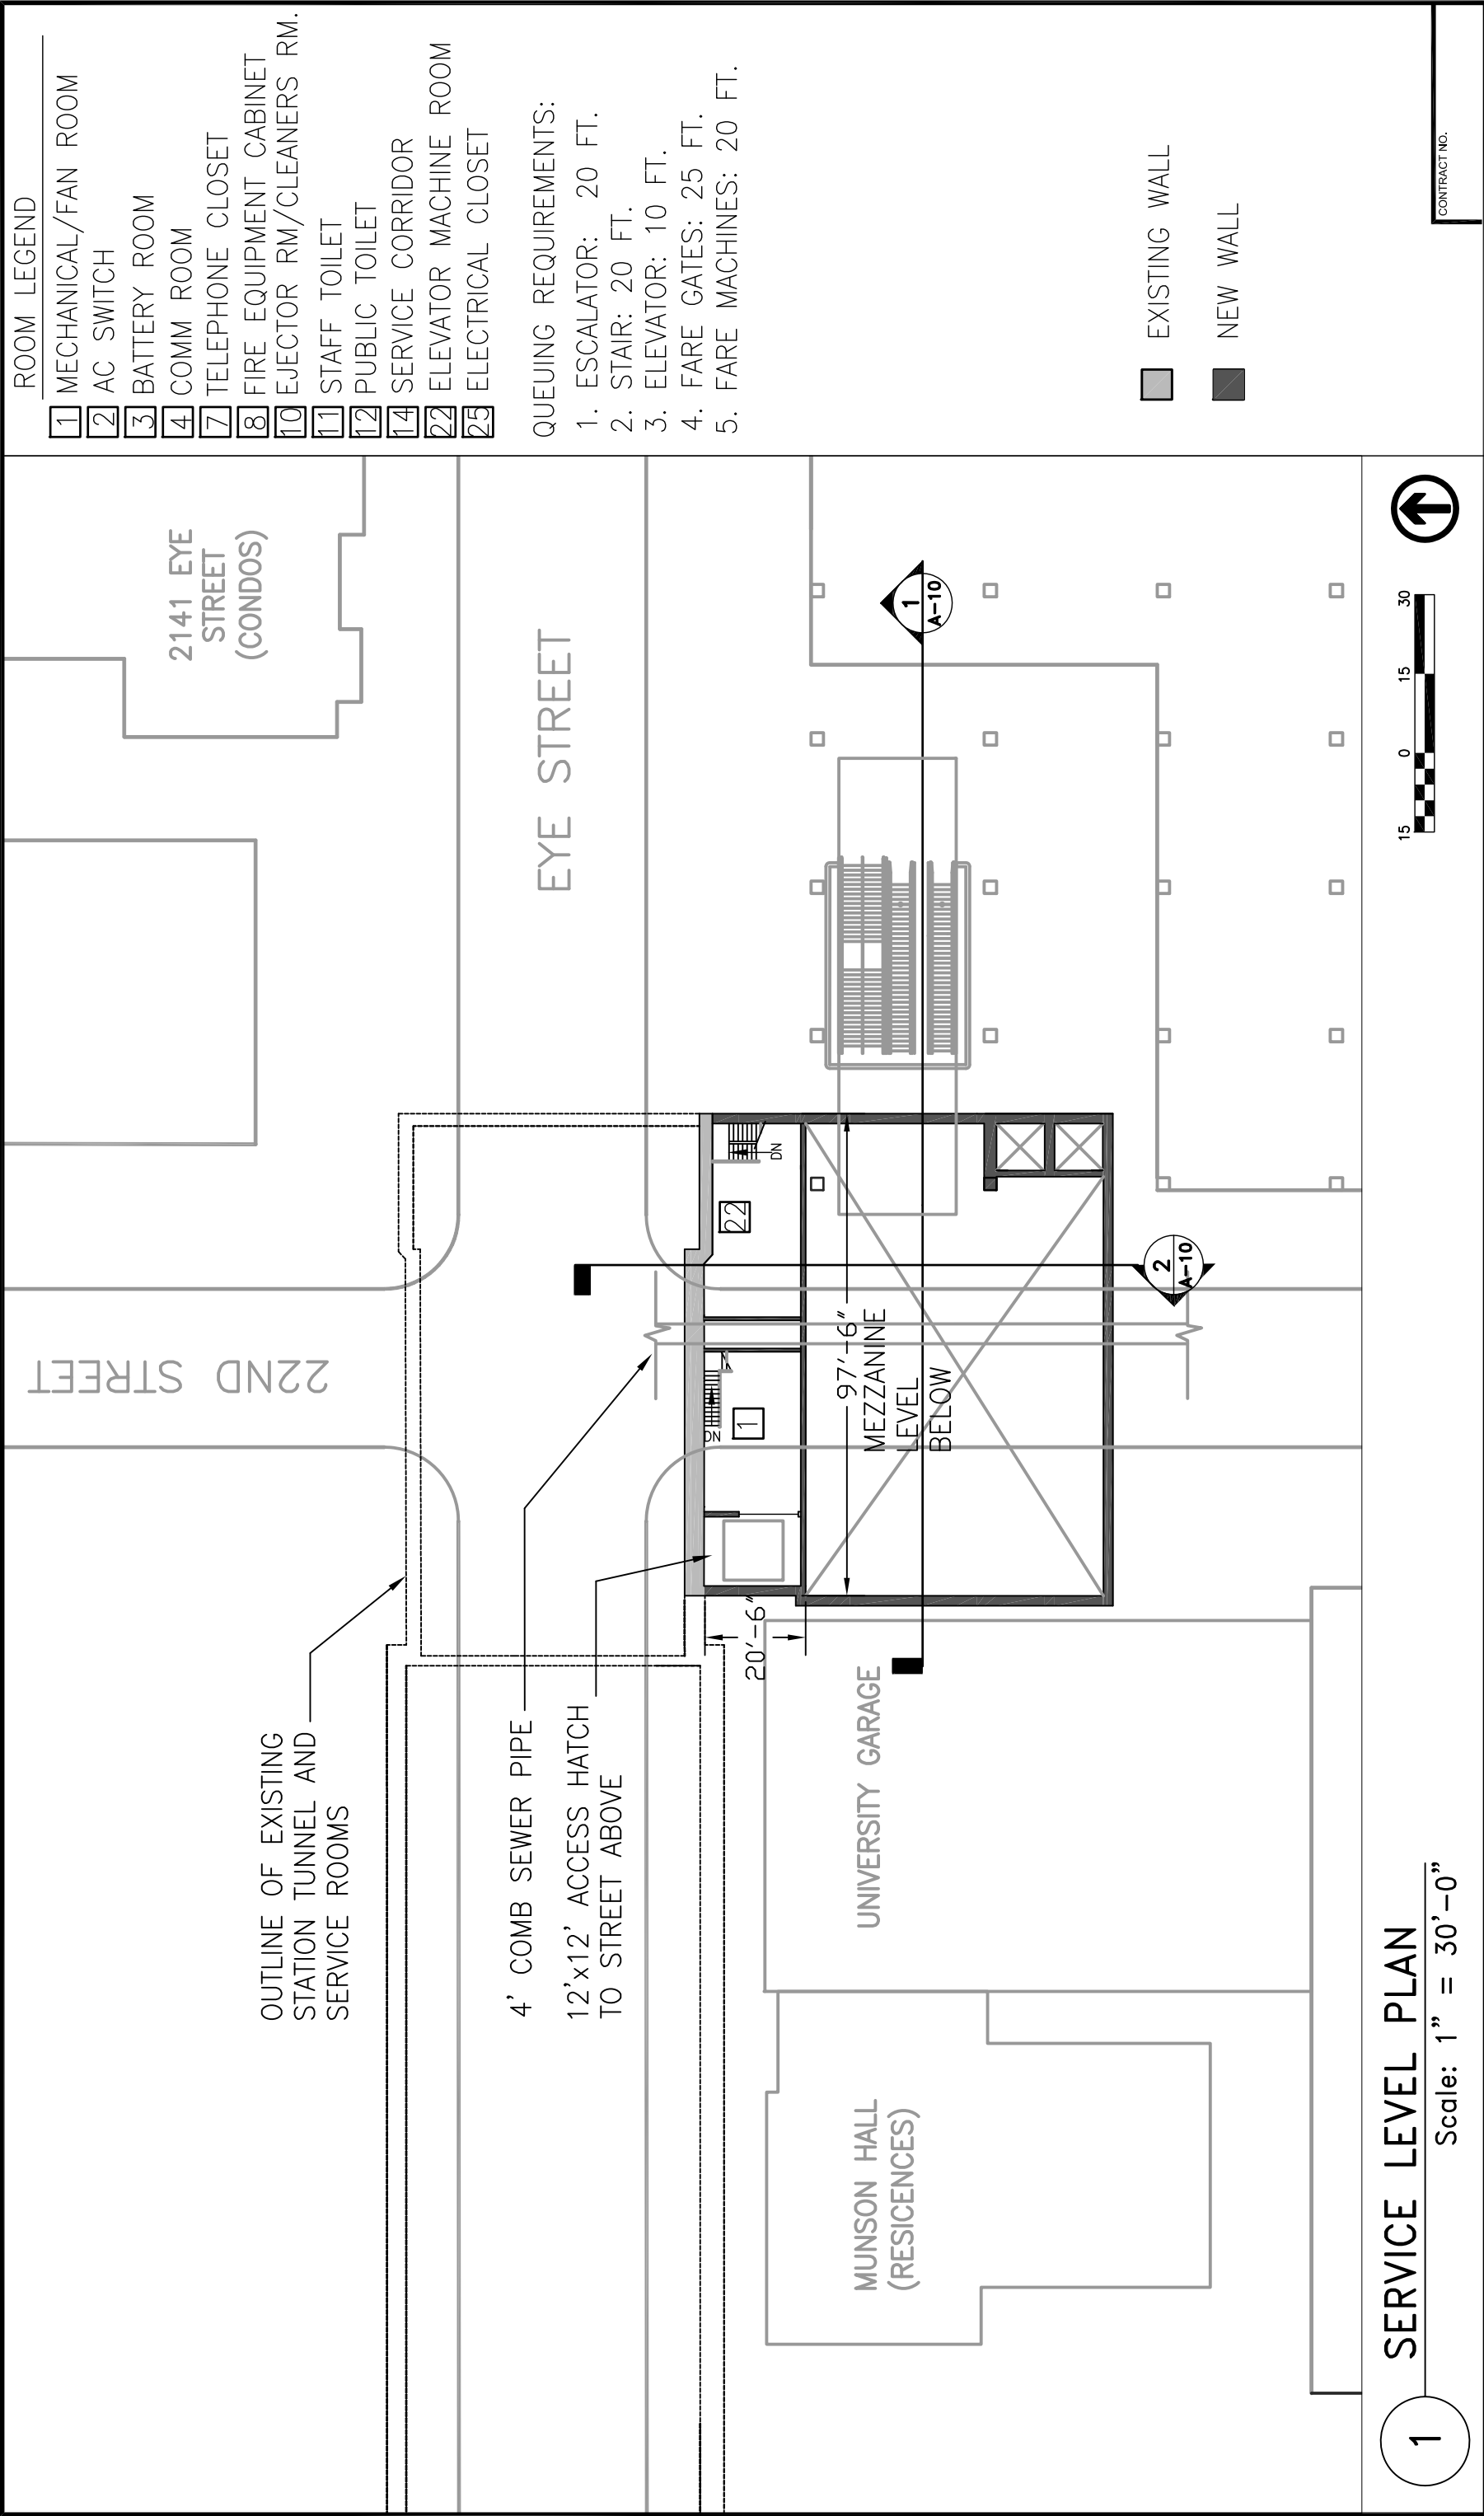 ROOM LEGEND
1 MECHANICAL/FAN ROOM
2 AC SWITCH
3 BATTERY ROOM
4 COMM ROOM
7 TELEPHONE CLOSET
8 FIRE EQUIPMENT CABINET
10 EJECTOR RM/CLEANERS RM.
11 STAFF TOILET
12 PUBLIC TOILET
14 SERVICE CORRIDOR
22 ELEVATOR MACHINE ROOM
25 ELECTRICAL CLOSET
QUEUING REQUIREMENTS:
1. ESCALATOR: 20 FT.
2. STAIR: 20 FT.
3. ELEVATOR: 10 FT.
4. FARE GATES: 25 FT.
5. FARE MACHINES: 20 FT.
EXISTING WALL
NEW WALL
CONTRACT NO.
2141 EYE
STREET
(CONDOS)
EYE STREET
22ND STREET
OUTLINE OF EXISTING
STATION TUNNEL AND
SERVICE ROOMS
4' COMB SEWER PIPE
12'x12' ACCESS HATCH
TO STREET ABOVE
DN
22
DN
1
97'-6"
MEZZANINE
LEVEL
BELOW
20'-6"
1
A-10
2
A-10
UNIVERSITY GARAGE
MUNSON HALL
(RESICENCES)
15 0 15 30
1
SERVICE LEVEL PLAN
Scale: 1" = 30'-0"